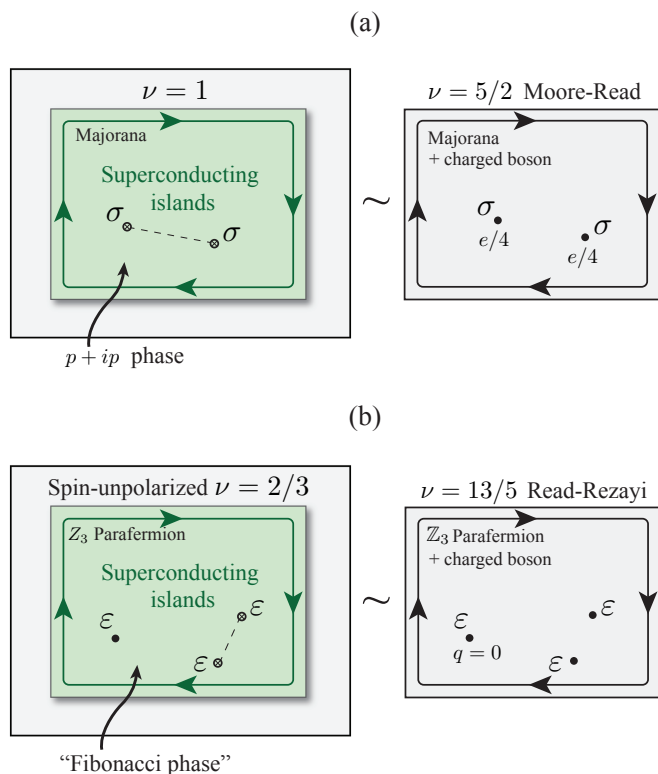 (a)
ν = 1
Majorana
Superconducting
islands
σ
σ
p + ip phase
~
ν = 5/2 Moore-Read
Majorana
+ charged boson
σ
e/4
σ
e/4
(b)
Spin-unpolarized ν = 2/3
Z₃ Parafermion
Superconducting
islands
ε
ε
ε
“Fibonacci phase”
~
ν = 13/5 Read-Rezayi
ℤ₃ Parafermion
+ charged boson
ε
q = 0
ε
ε